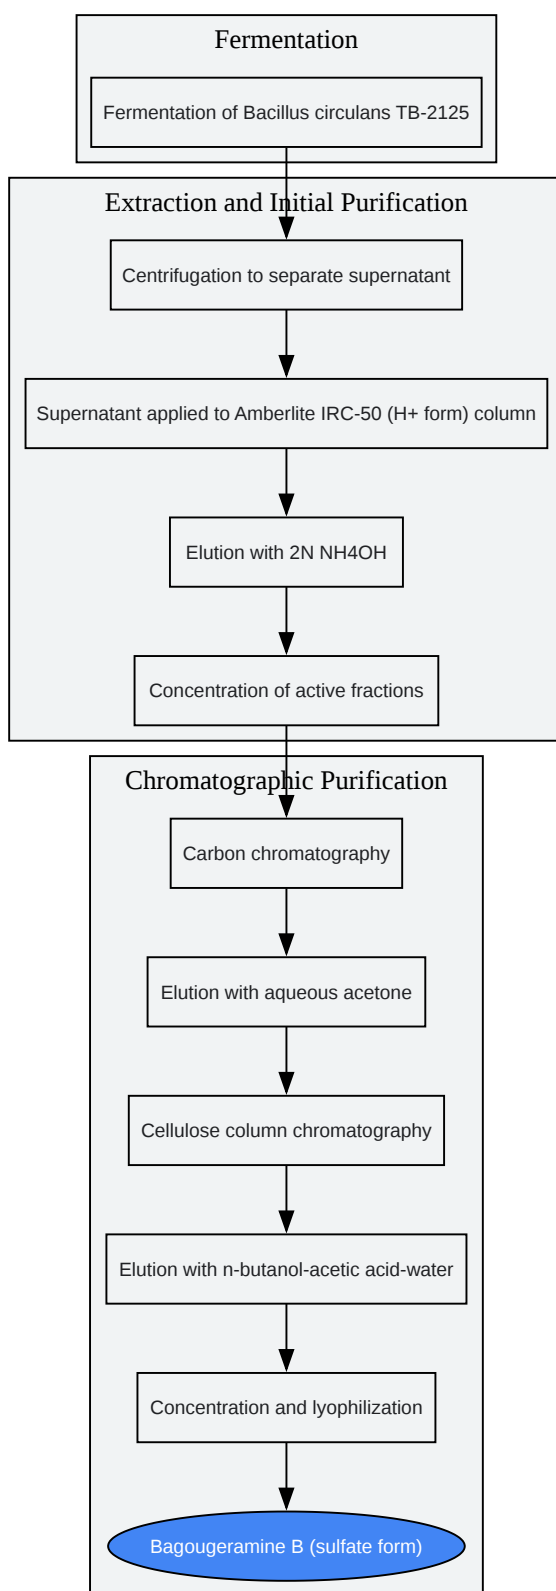 Fermentation
Fermentation of Bacillus circulans TB-2125
Extraction and Initial Purification
Centrifugation to separate supernatant
Supernatant applied to Amberlite IRC-50 (H+ form) column
Elution with 2N NH4OH
Concentration of active fractions
Chromatographic Purification
Carbon chromatography
Elution with aqueous acetone
Cellulose column chromatography
Elution with n-butanol-acetic acid-water
Concentration and lyophilization
Bagougeramine B (sulfate form)